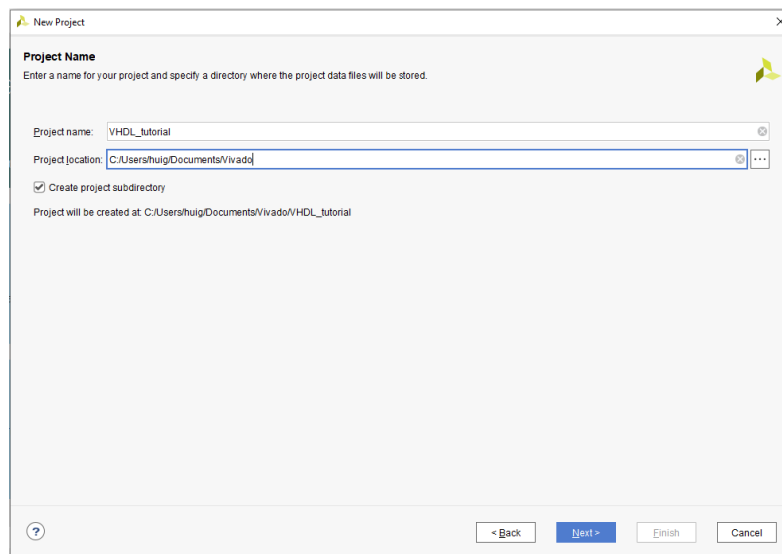 New Project
Project Name
Enter a name for your project and specify a directory where the project data files will be stored.
Project name: VHDL_tutorial
Project location: C:/Users/huig/Documents/Vivado
...
Create project subdirectory
Project will be created at: C:/Users/huig/Documents/Vivado/VHDL_tutorial
? < Back Next > Finish Cancel